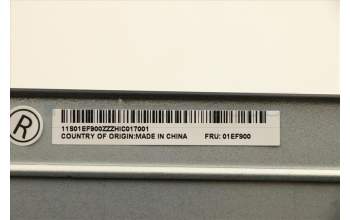 R
11S01EF900ZZZHIC017001
COUNTRY OF ORIGIN:MADE IN CHINA FRU: 01EF900